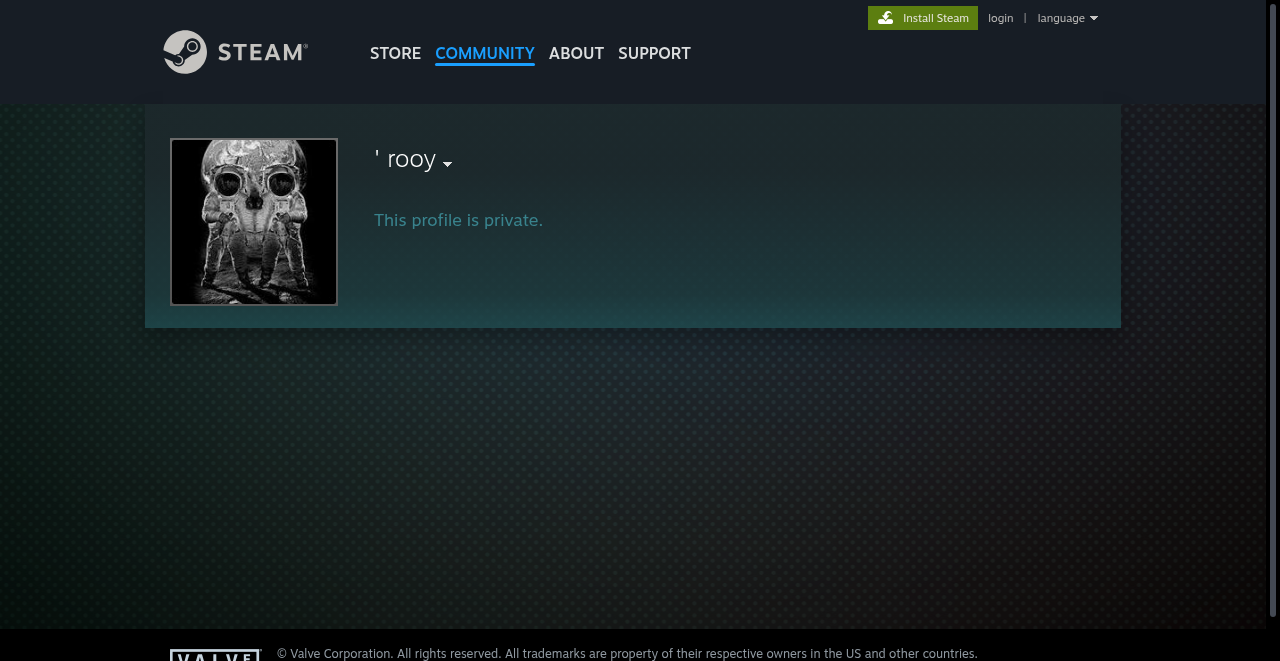 Install Steam login | language
STEAM®
STORE COMMUNITY ABOUT SUPPORT
' rooy
This profile is private.
VALVE
© Valve Corporation. All rights reserved. All trademarks are property of their respective owners in the US and other countries.